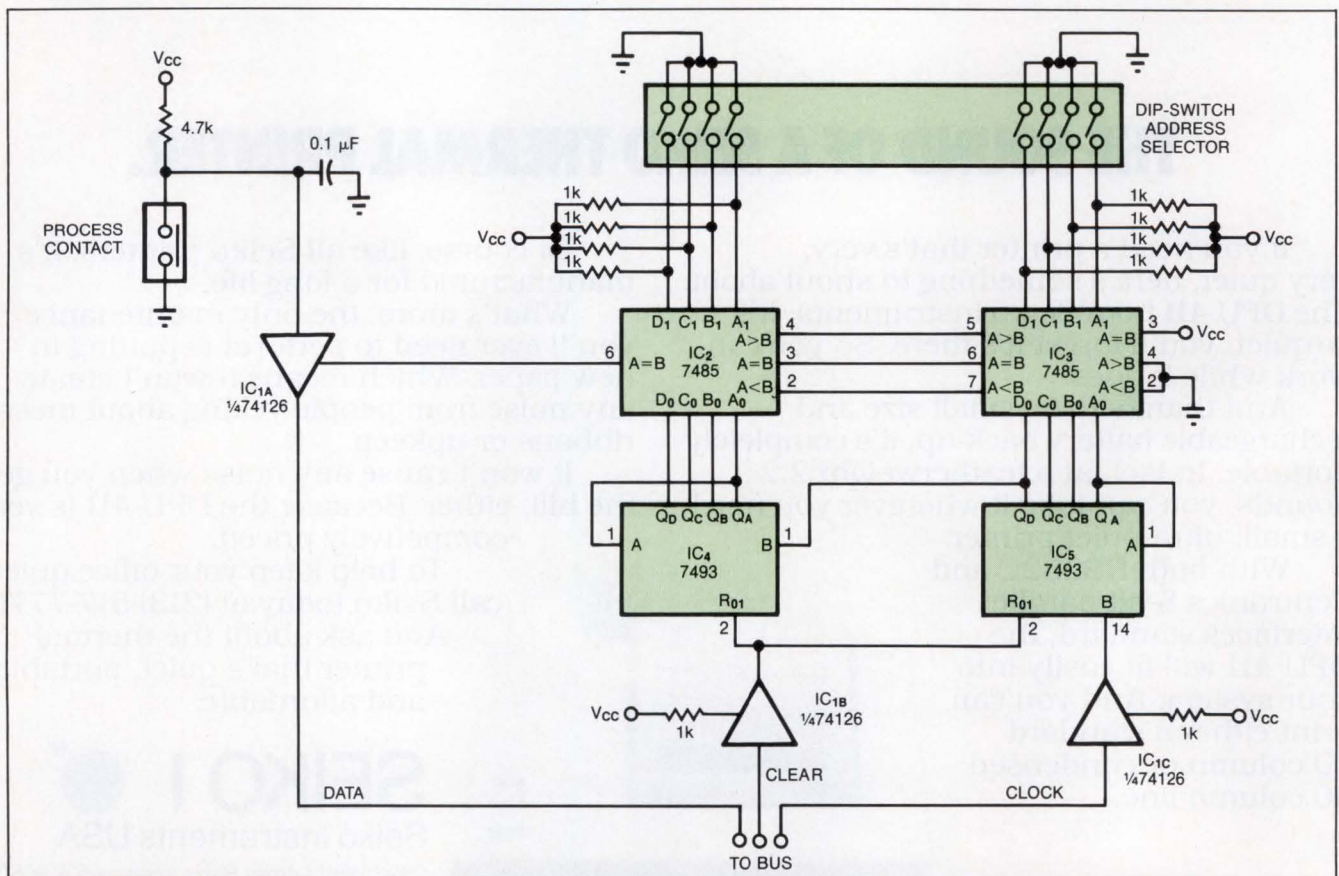 VCC
4.7k
0.1 µF
PROCESS
CONTACT
IC1A
¼74126
DIP-SWITCH
ADDRESS
SELECTOR
1k
1k
1k
1k
VCC
1k
1k
1k
1k
VCC
D1 C1 B1 A1
6 A=B
IC2
7485
A>B 4
A=B 3
A<B 2
D0 C0 B0 A0
D1 C1 B1 A1
5 A>B
6 A=B
7 A<B
IC3
7485
A=B 3
A>B 4
A<B 2
VCC
D0 C0 B0 A0
QD QC QB QA
1 A
B 1
IC4
7493
R01
2
QD QC QB QA
A 1
IC5
7493
R01 B
2 14
VCC
1k
IC1B
¼74126
VCC
1k
IC1C
¼74126
DATA
CLEAR
CLOCK
TO BUS